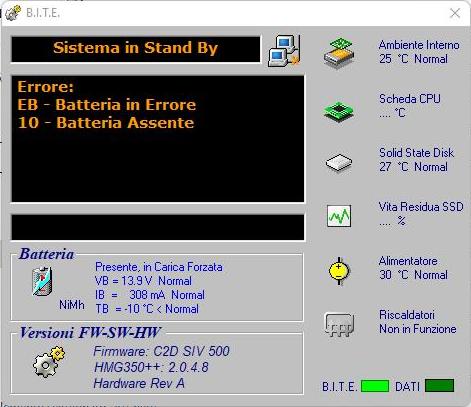 B.I.T.E.
Sistema in Stand By
Errore:
EB - Batteria in Errore
10 - Batteria Assente
Batteria
NiMh
Presente, in Carica Forzata
VB = 13.9 V Normal
IB = 308 mA Normal
TB = -10 °C < Normal
Versioni FW-SW-HW
Firmware: C2D SIV 500
HMG350++: 2.0.4.8
Hardware Rev A
Ambiente Interno
25 °C Normal
Scheda CPU
.... °C
Solid State Disk
27 °C Normal
Vita Residua SSD
.... %
Alimentatore
30 °C Normal
Riscaldatori
Non in Funzione
B.I.T.E. DATI